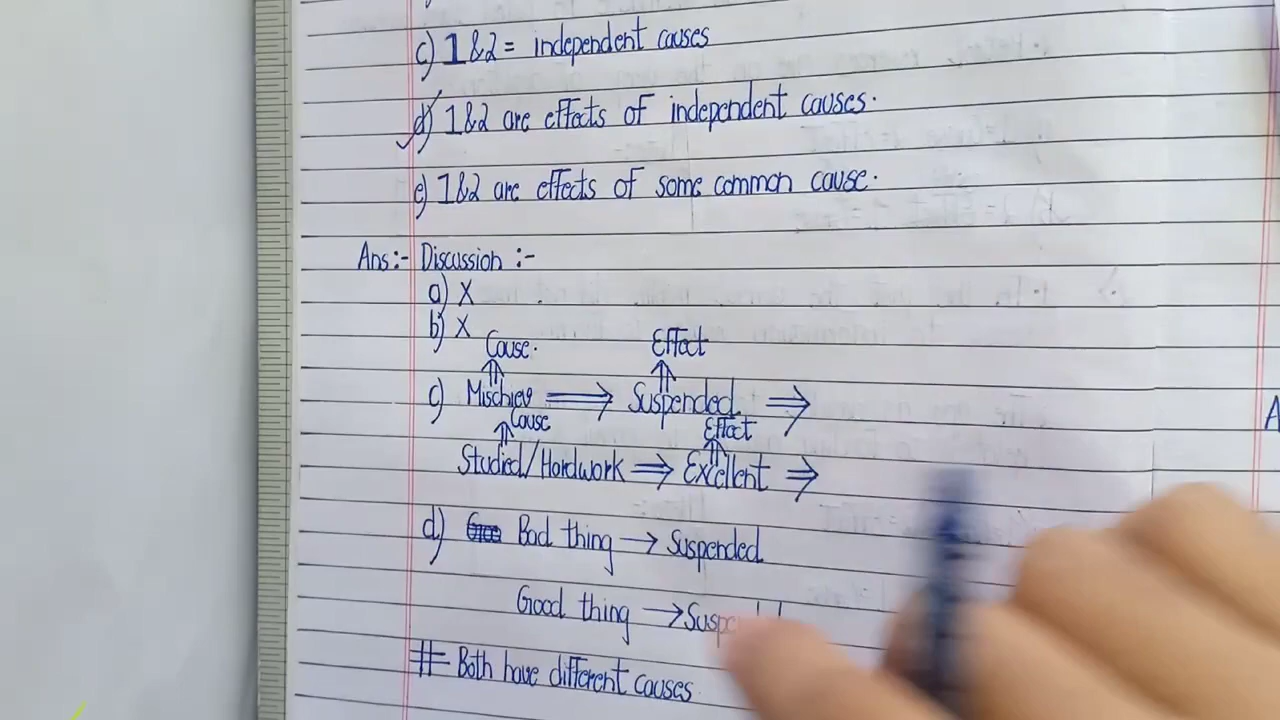 c) 1&2 = independent causes
d) 1&2 are effects of independent causes.
e) 1&2 are effects of some common cause.
Ans:- Discussion :-
a) X
b) X
Cause. Effect
c) Mischiev ⇒ Suspended ⇒
Cause Effect
Studied/Hardwork ⇒ Excellent ⇒
d) Bad thing → Suspended
Good thing →
# Both have different causes
A